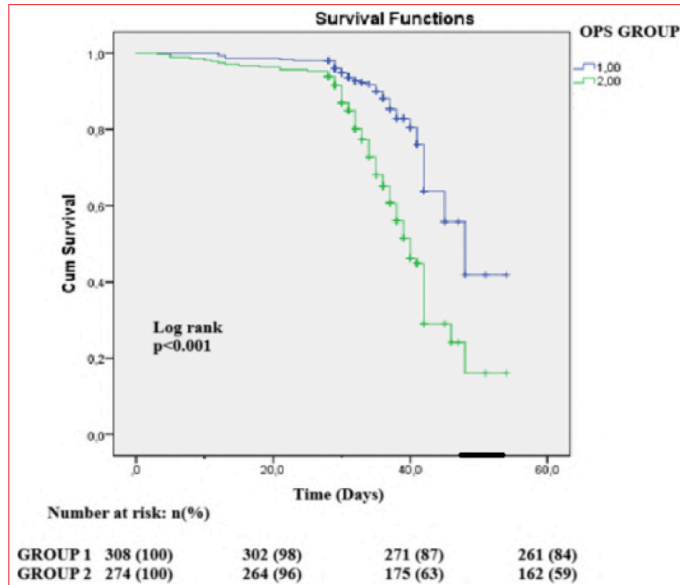 Survival Functions
OPS GROUP
1,00
2,00
1,0
0,8
0,6
0,4
0,2
0,0
Cum Survival
Log rank
p<0.001
,0 20,0 40,0 60,0
Time (Days)
Number at risk: n(%)
GROUP 1 308 (100) 302 (98) 271 (87) 261 (84)
GROUP 2 274 (100) 264 (96) 175 (63) 162 (59)